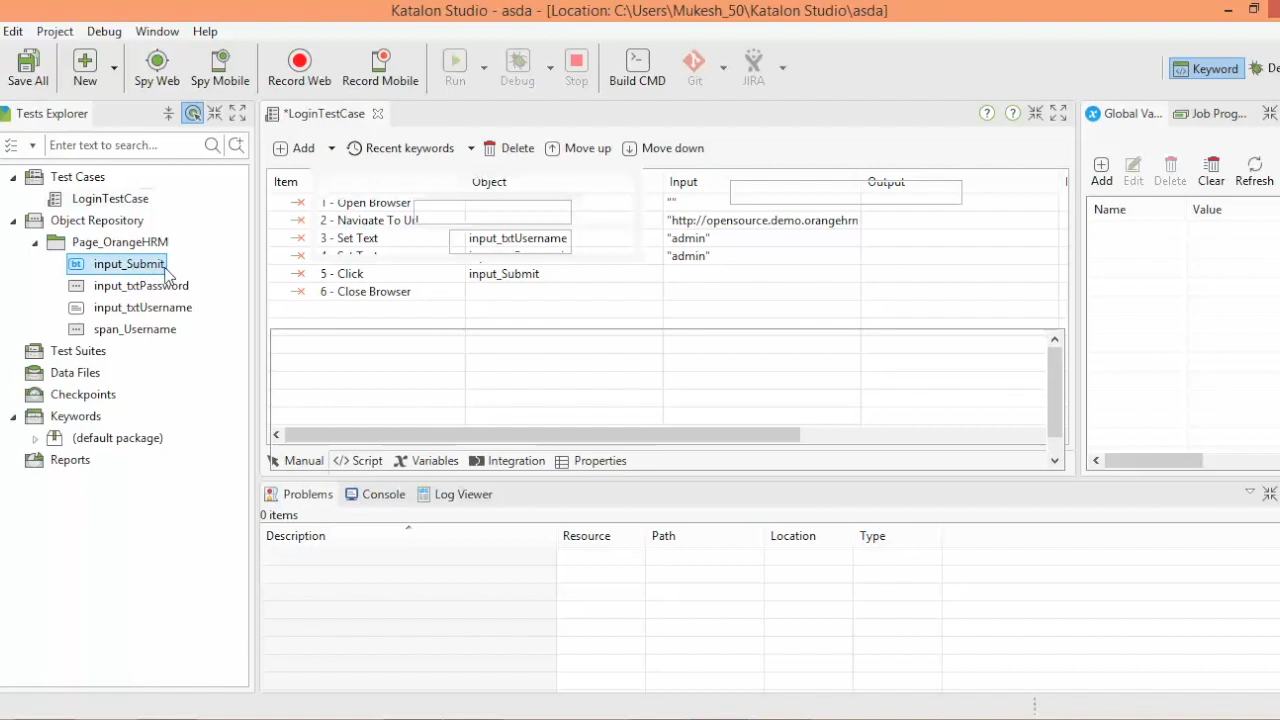 Katalon Studio - asda - [Location: C:\Users\Mukesh_50\Katalon Studio\asda]
Edit Project Debug Window Help
Save All New Spy Web Spy Mobile Record Web Record Mobile Run Debug Stop Build CMD Git JIRA Keyword De
Tests Explorer
Enter text to search...
Test Cases
LoginTestCase
Object Repository
Page_OrangeHRM
bt input_Submit
input_txtPassword
input_txtUsername
span_Username
Test Suites
Data Files
Checkpoints
Keywords
(default package)
Reports
*LoginTestCase
Add Recent keywords Delete Move up Move down
Item Object Input Output
1 - Open Browser ""
2 - Navigate To Url "http://opensource.demo.orangehrm
3 - Set Text input_txtUsername "admin"
4 - Set Text "admin"
5 - Click input_Submit
6 - Close Browser
Manual </> Script Variables Integration Properties
Global Va... Job Prog...
Add Edit Delete Clear Refresh
Name Value
Problems Console Log Viewer
0 items
Description Resource Path Location Type